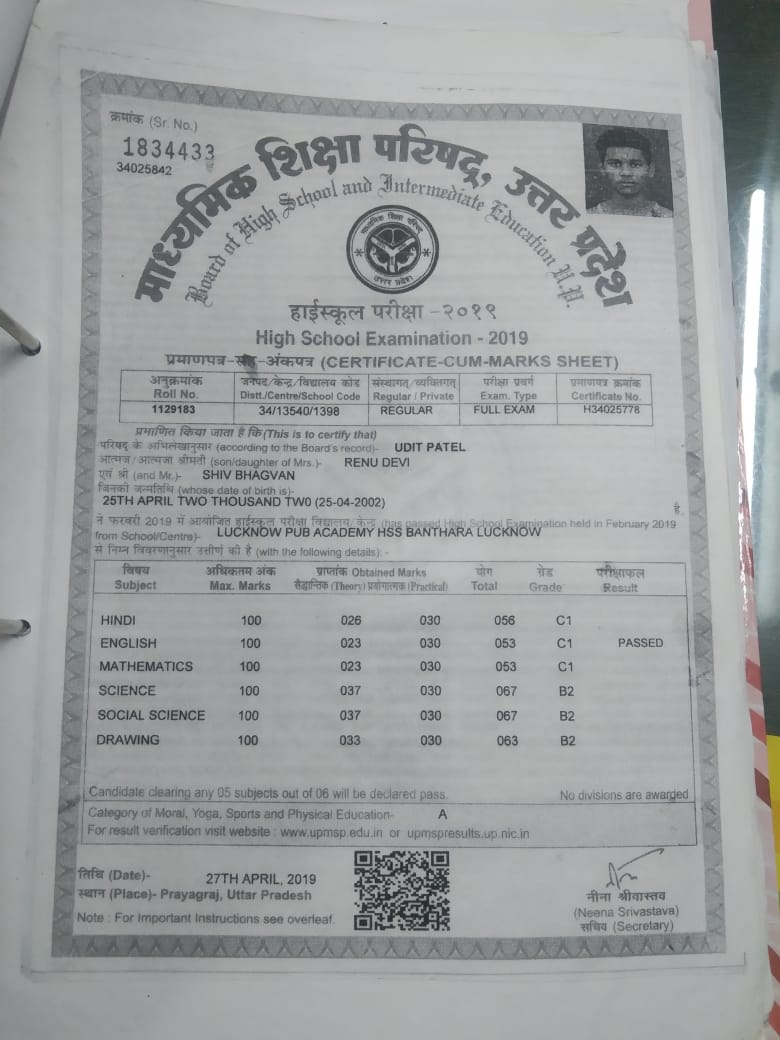 क्रमांक (Sr. No.)
1834433
34025842
माध्यमिक शिक्षा परिषद्, उत्तर प्रदेश
Board of High School and Intermediate Education U.P.
माध्यमिक शिक्षा परिषद्
उत्तर प्रदेश
हाईस्कूल परीक्षा -२०१९
High School Examination - 2019
प्रमाणपत्र-सह-अंकपत्र (CERTIFICATE-CUM-MARKS SHEET)
अनुक्रमांक जनपद/केन्द्र/विद्यालय कोड संस्थागत/व्यक्तिगत परीक्षा प्रवर्ग प्रमाणपत्र क्रमांक
Roll No. Distt./Centre/School Code Regular / Private Exam. Type Certificate No.
1129183 34/13540/1398 REGULAR FULL EXAM H34025778
प्रमाणित किया जाता है कि (This is to certify that)
परिषद के अभिलेखानुसार (according to the Board's record)- UDIT PATEL
आत्मज/आत्मजा श्रीमती (son/daughter of Mrs.)- RENU DEVI
एवं श्री (and Mr.)- SHIV BHAGVAN
जिनकी जन्मतिथि (whose date of birth is)-
25TH APRIL TWO THOUSAND TW0 (25-04-2002) है,
ने फरवरी 2019 में आयोजित हाईस्कूल परीक्षा विद्यालय/केन्द्र (has passed High School Examination held in February 2019
from School/Centre)- LUCKNOW PUB ACADEMY HSS BANTHARA LUCKNOW
से निम्न विवरणानुसार उत्तीर्ण की है (with the following details): -
विषय अधिकतम अंक प्राप्तांक Obtained Marks योग ग्रेड परीक्षाफल
Subject Max. Marks सैद्धान्तिक (Theory) प्रयोगात्मक (Practical) Total Grade Result
HINDI 100 026 030 056 C1
ENGLISH 100 023 030 053 C1 PASSED
MATHEMATICS 100 023 030 053 C1
SCIENCE 100 037 030 067 B2
SOCIAL SCIENCE 100 037 030 067 B2
DRAWING 100 033 030 063 B2
Candidate clearing any 05 subjects out of 06 will be declared pass. No divisions are awarded
Category of Moral, Yoga, Sports and Physical Education- A
For result verification visit website : www.upmsp.edu.in or upmspresults.up.nic.in
तिथि (Date)- 27TH APRIL, 2019
स्थान (Place)- Prayagraj, Uttar Pradesh
Note : For Important Instructions see overleaf.
नीना श्रीवास्तव
(Neena Srivastava)
सचिव (Secretary)